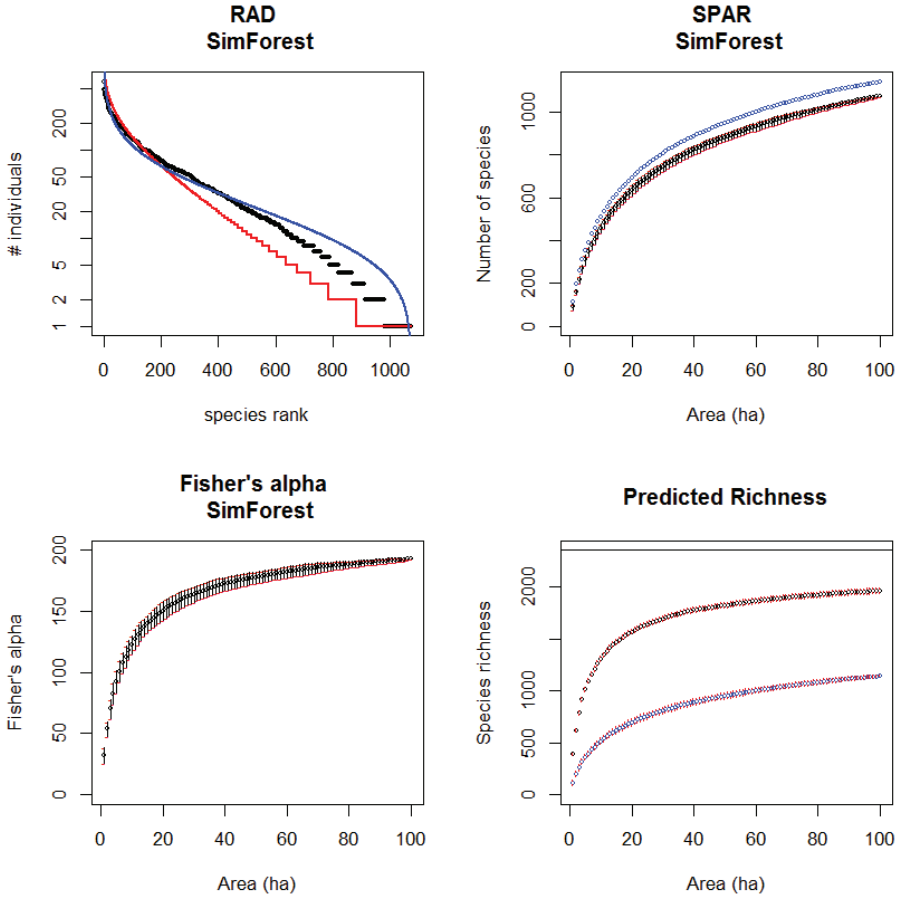 RAD
SimForest
# individuals
200
50
20
10
5
2
1
0
200
400
600
800
1000
species rank
SPAR
SimForest
Number of species
1000
600
200
0
0
20
40
60
80
100
Area (ha)
Fisher's alpha
SimForest
Fisher's alpha
200
150
100
50
0
0
20
40
60
80
100
Area (ha)
Predicted Richness
Species richness
2000
1000
500
0
0
20
40
60
80
100
Area (ha)